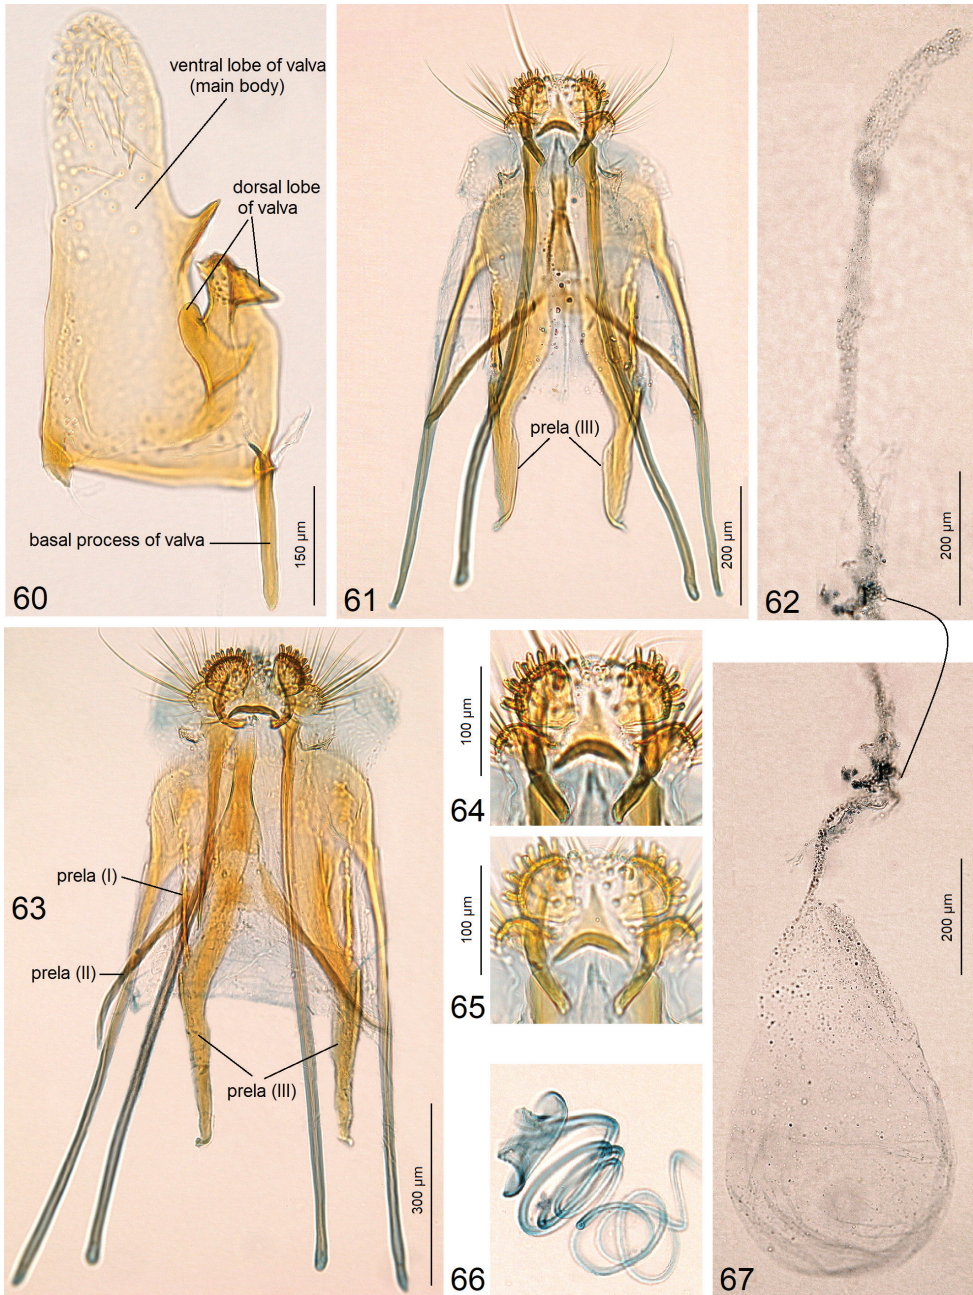 ventral lobe of valva
(main body)
dorsal lobe
of valva
basal process of valva
150 µm
60
prela (III)
200 µm
61
200 µm
62
prela (I)
63
prela (II)
prela (III)
300 µm
100 µm
64
100 µm
65
66
200 µm
67